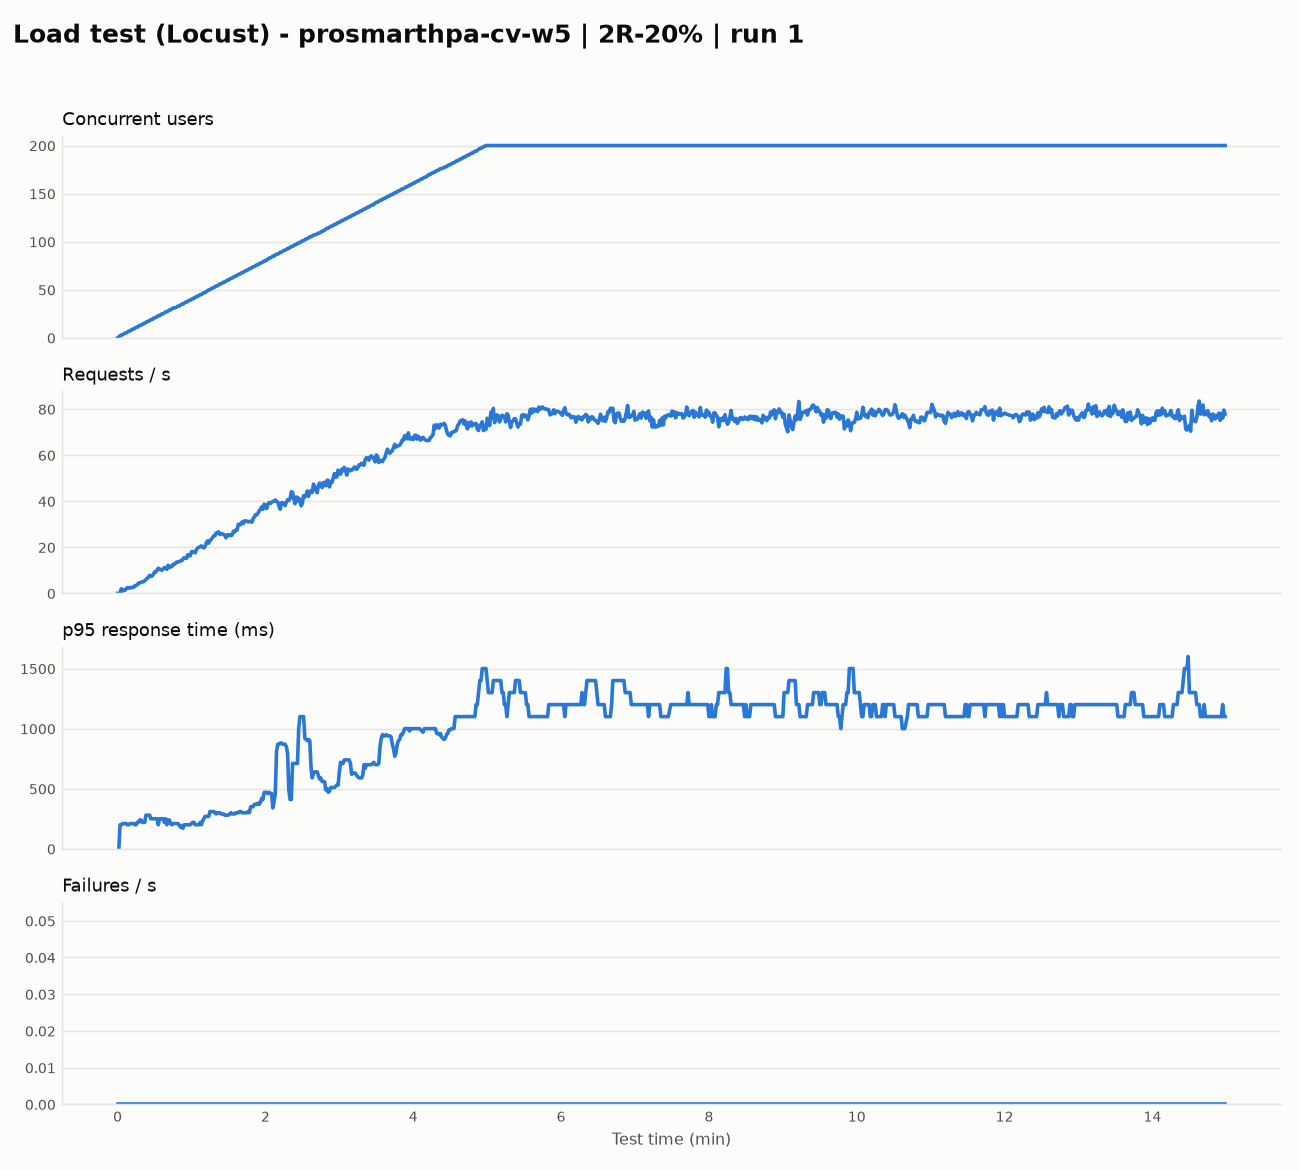 Load test (Locust) - prosmarthpa-cv-w5 | 2R-20% | run 1
Concurrent users
200
150
100
50
0
Requests / s
80
60
40
20
0
p95 response time (ms)
1500
1000
500
0
Failures / s
0.05
0.04
0.03
0.02
0.01
0.00
0 2 4 6 8 10 12 14
Test time (min)